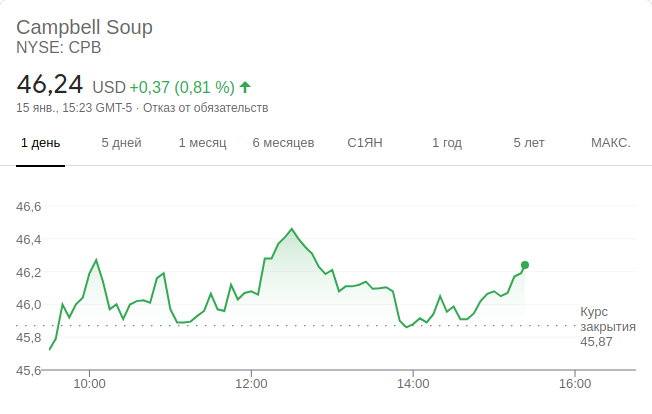 Campbell Soup
NYSE: CPB
46,24 USD +0,37 (0,81 %)
15 янв., 15:23 GMT-5 · Отказ от обязательств
1 день 5 дней 1 месяц 6 месяцев С1ЯН 1 год 5 лет МАКС.
46,6
46,4
46,2
46,0
45,8
45,6
Курс
закрытия
45,87
10:00 12:00 14:00 16:00